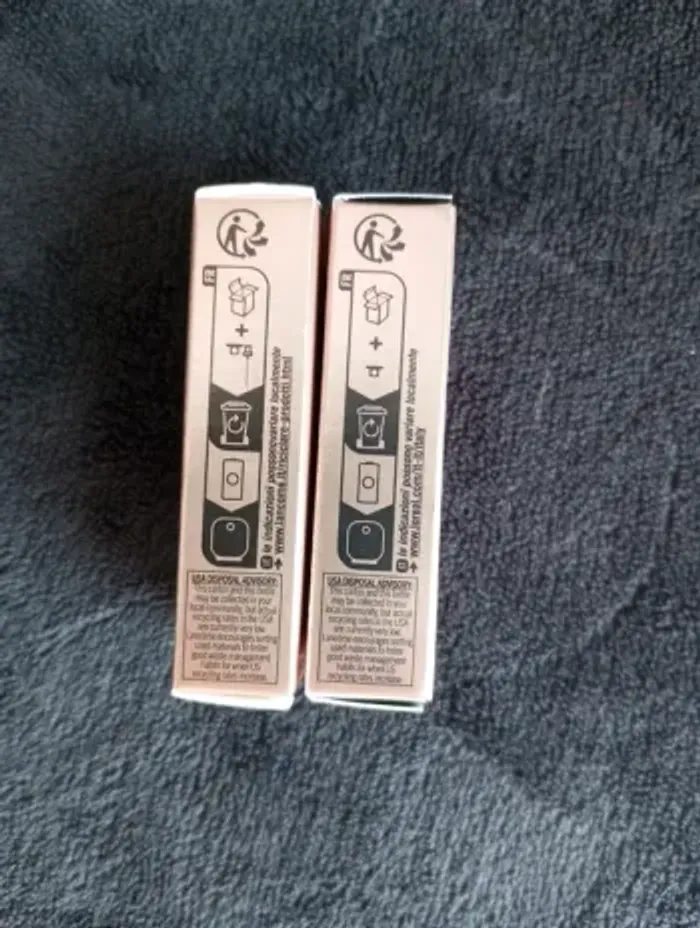 FR
le indicazioni possono variare localmente
www.lancome.it/riciclare-prodotti.html
USA DISPOSAL ADVISORY:
This carton and this bottle
may be collected in your
local community, but actual
recycling rates in the USA
are currently very low.
Lancôme encourages sorting
used materials to foster
good waste management
habits for when US
recycling rates increase.
FR
le indicazioni possono variare localmente
www.loreal.com/it-it/italy
USA DISPOSAL ADVISORY:
This carton and this bottle
may be collected in your
local community, but actual
recycling rates in the USA
are currently very low.
Lancôme encourages sorting
used materials to foster
good waste management
habits for when US
recycling rates increase.